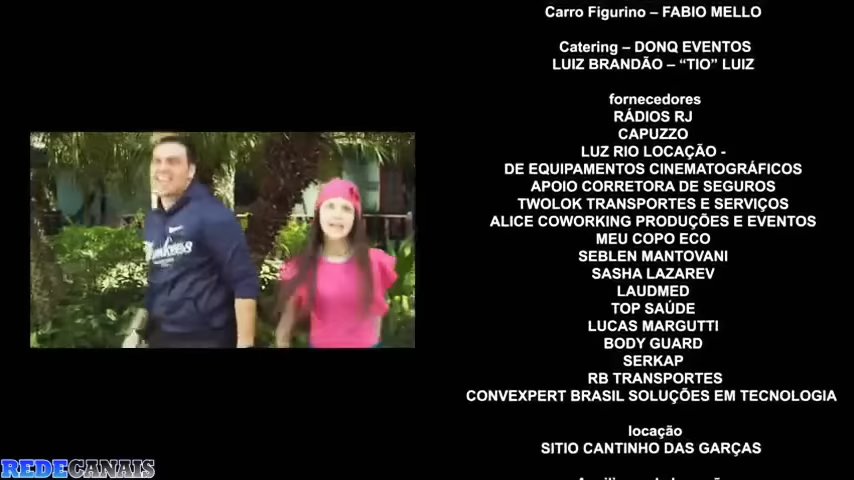 Carro Figurino – FABIO MELLO
Catering – DONQ EVENTOS
LUIZ BRANDÃO – “TIO” LUIZ
fornecedores
RÁDIOS RJ
CAPUZZO
LUZ RIO LOCAÇÃO -
DE EQUIPAMENTOS CINEMATOGRÁFICOS
APOIO CORRETORA DE SEGUROS
TWOLOK TRANSPORTES E SERVIÇOS
ALICE COWORKING PRODUÇÕES E EVENTOS
MEU COPO ECO
SEBLEN MANTOVANI
SASHA LAZAREV
LAUDMED
TOP SAÚDE
LUCAS MARGUTTI
BODY GUARD
SERKAP
RB TRANSPORTES
CONVEXPERT BRASIL SOLUÇÕES EM TECNOLOGIA
locação
SITIO CANTINHO DAS GARÇAS
REDECANAIS